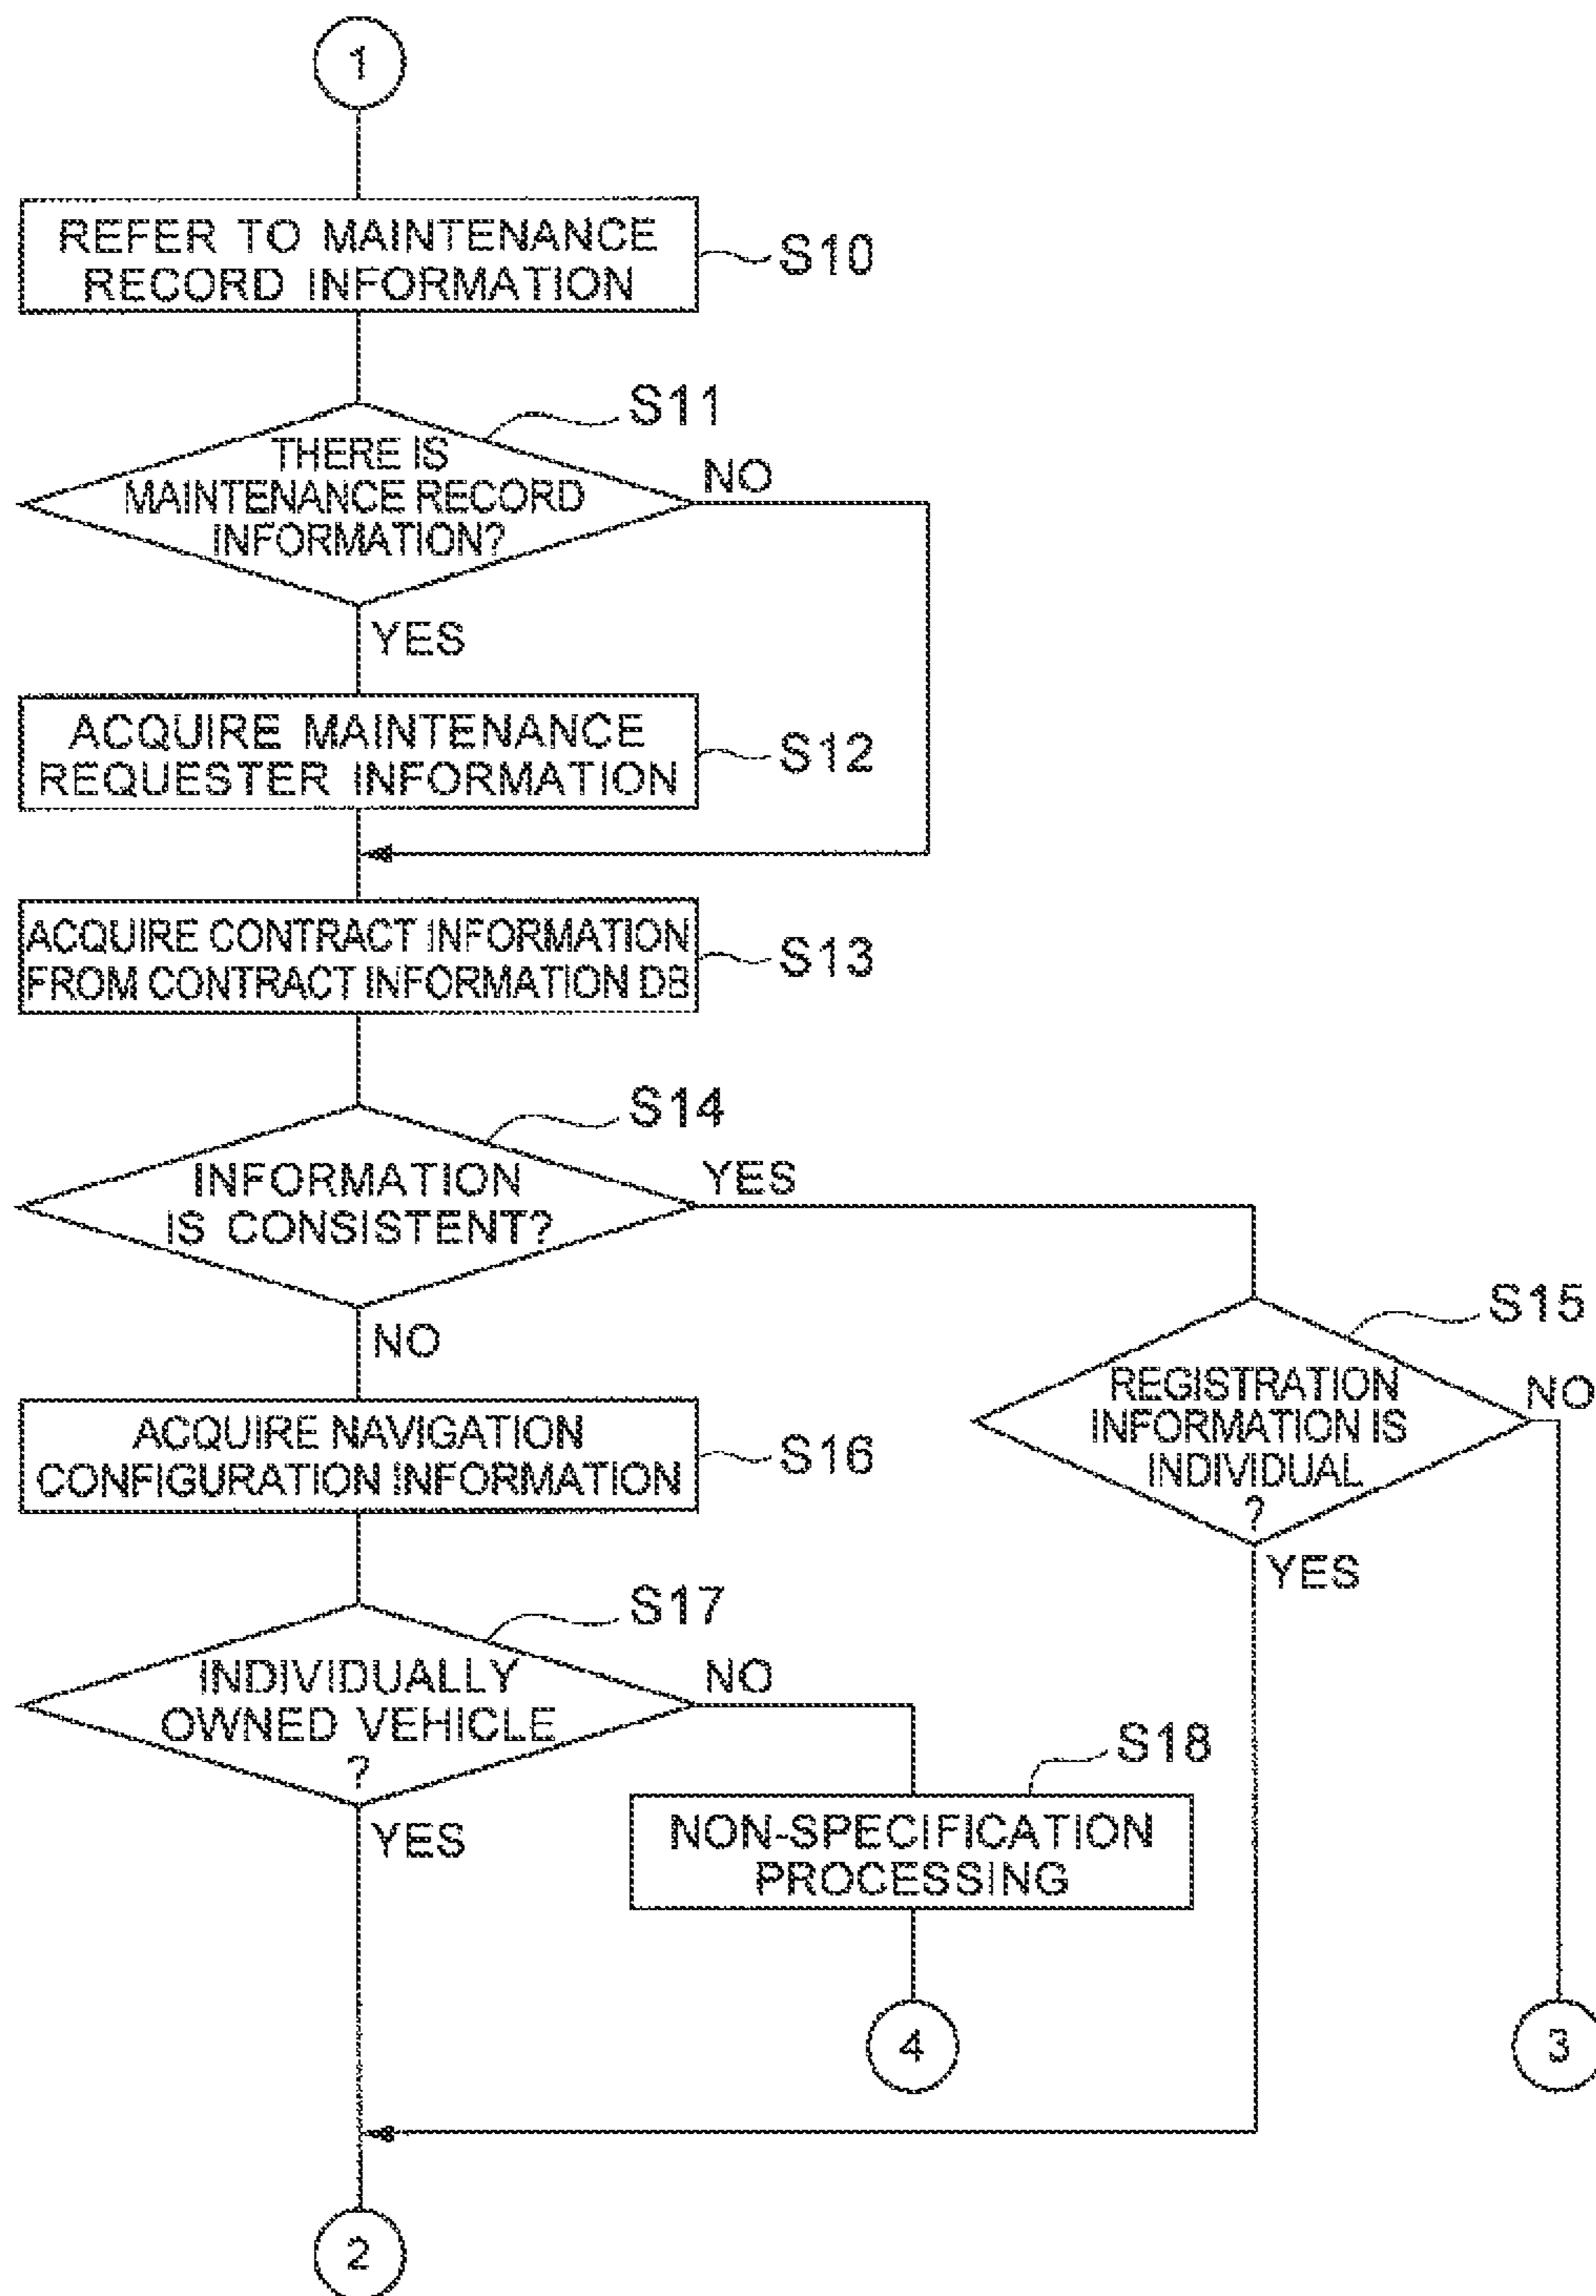 1
REFER TO MAINTENANCE
RECORD INFORMATION
S10
S11
THERE IS
MAINTENANCE RECORD
INFORMATION?
NO
YES
ACQUIRE MAINTENANCE
REQUESTER INFORMATION
S12
ACQUIRE CONTRACT INFORMATION
FROM CONTRACT INFORMATION DB
S13
S14
INFORMATION
IS CONSISTENT?
YES
NO
S15
REGISTRATION
INFORMATION IS
INDIVIDUAL
?
NO
YES
ACQUIRE NAVIGATION
CONFIGURATION INFORMATION
S16
S17
INDIVIDUALLY
OWNED VEHICLE
?
NO
YES
S18
NON-SPECIFICATION
PROCESSING
4
3
2